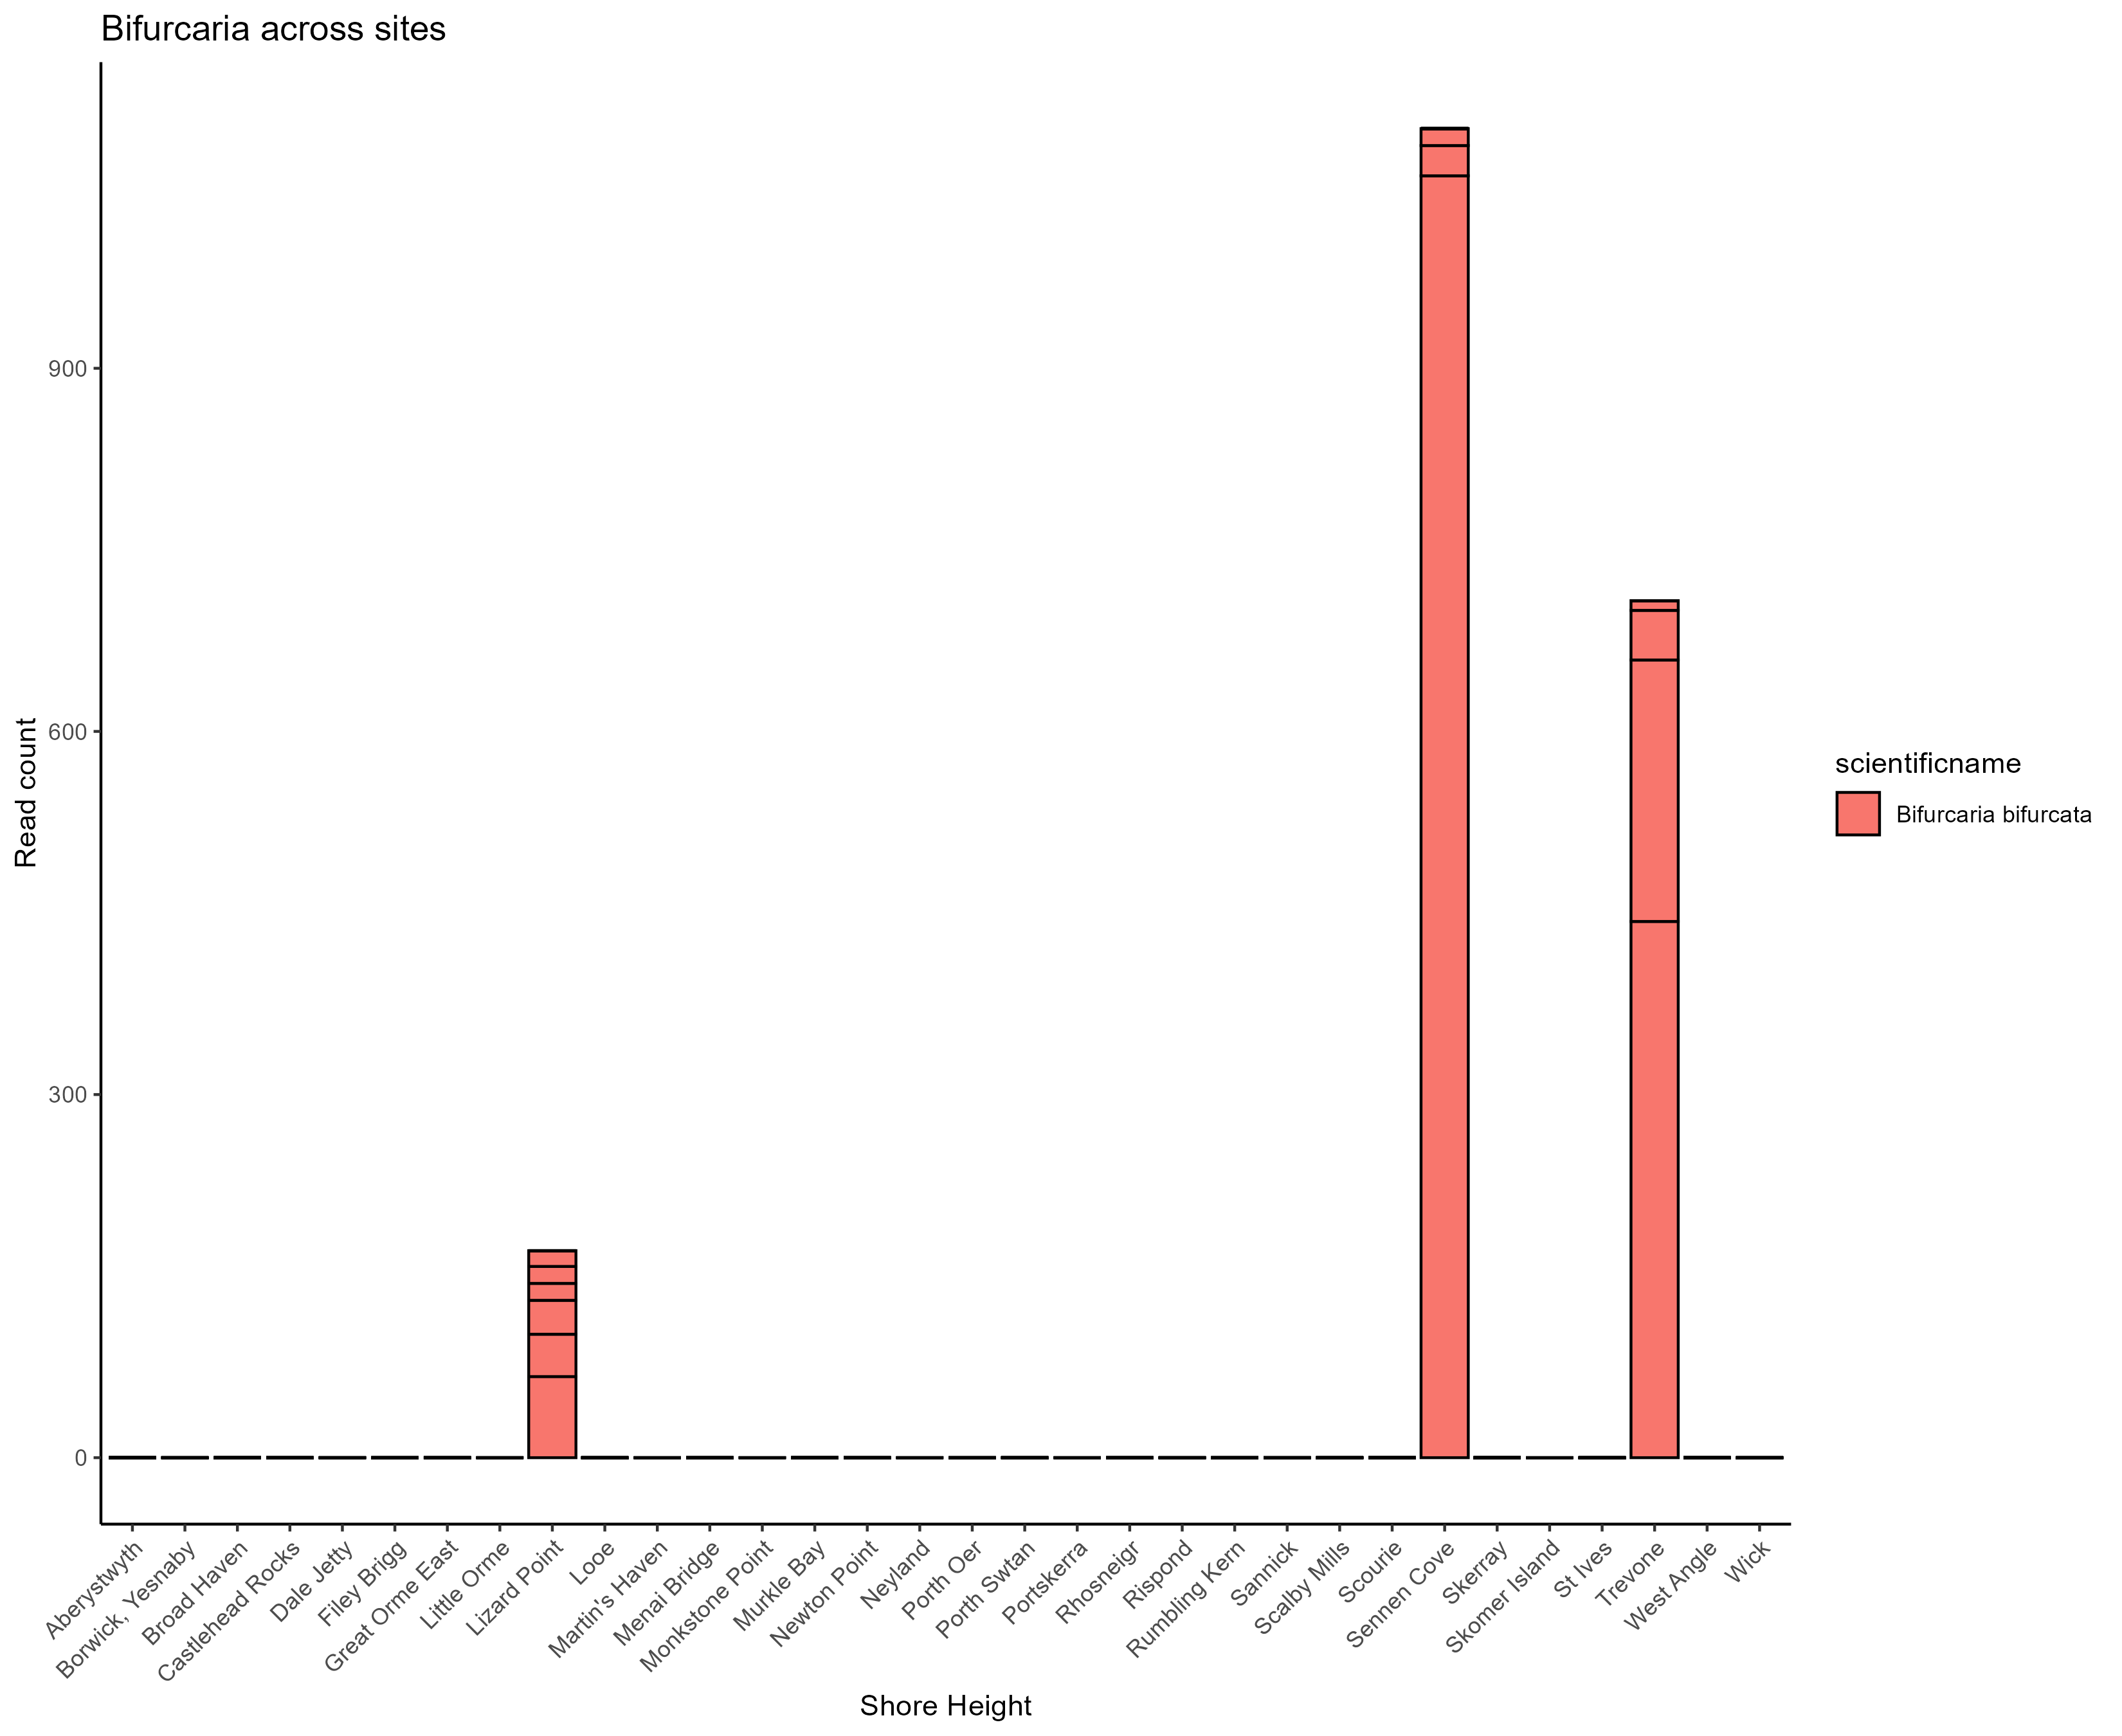 Bifurcaria across sites
Read count
900
600
300
0
Aberystwyth
Borwick, Yesnaby
Broad Haven
Castlehead Rocks
Dale Jetty
Filey Brigg
Great Orme East
Little Orme
Lizard Point
Looe
Martin's Haven
Menai Bridge
Monkstone Point
Murkle Bay
Newton Point
Neyland
Porth Oer
Porth Swtan
Portskerra
Rhosneigr
Rispond
Rumbling Kern
Sannick
Scalby Mills
Scourie
Sennen Cove
Skerray
Skomer Island
St Ives
Trevone
West Angle
Wick
Shore Height
scientificname
Bifurcaria bifurcata